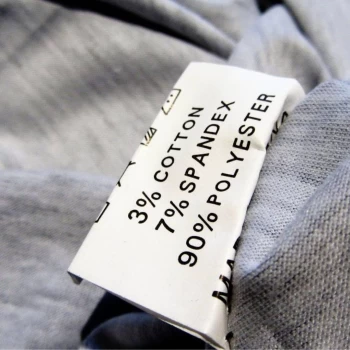 3% COTTON
7% SPANDEX
90% POLYESTER